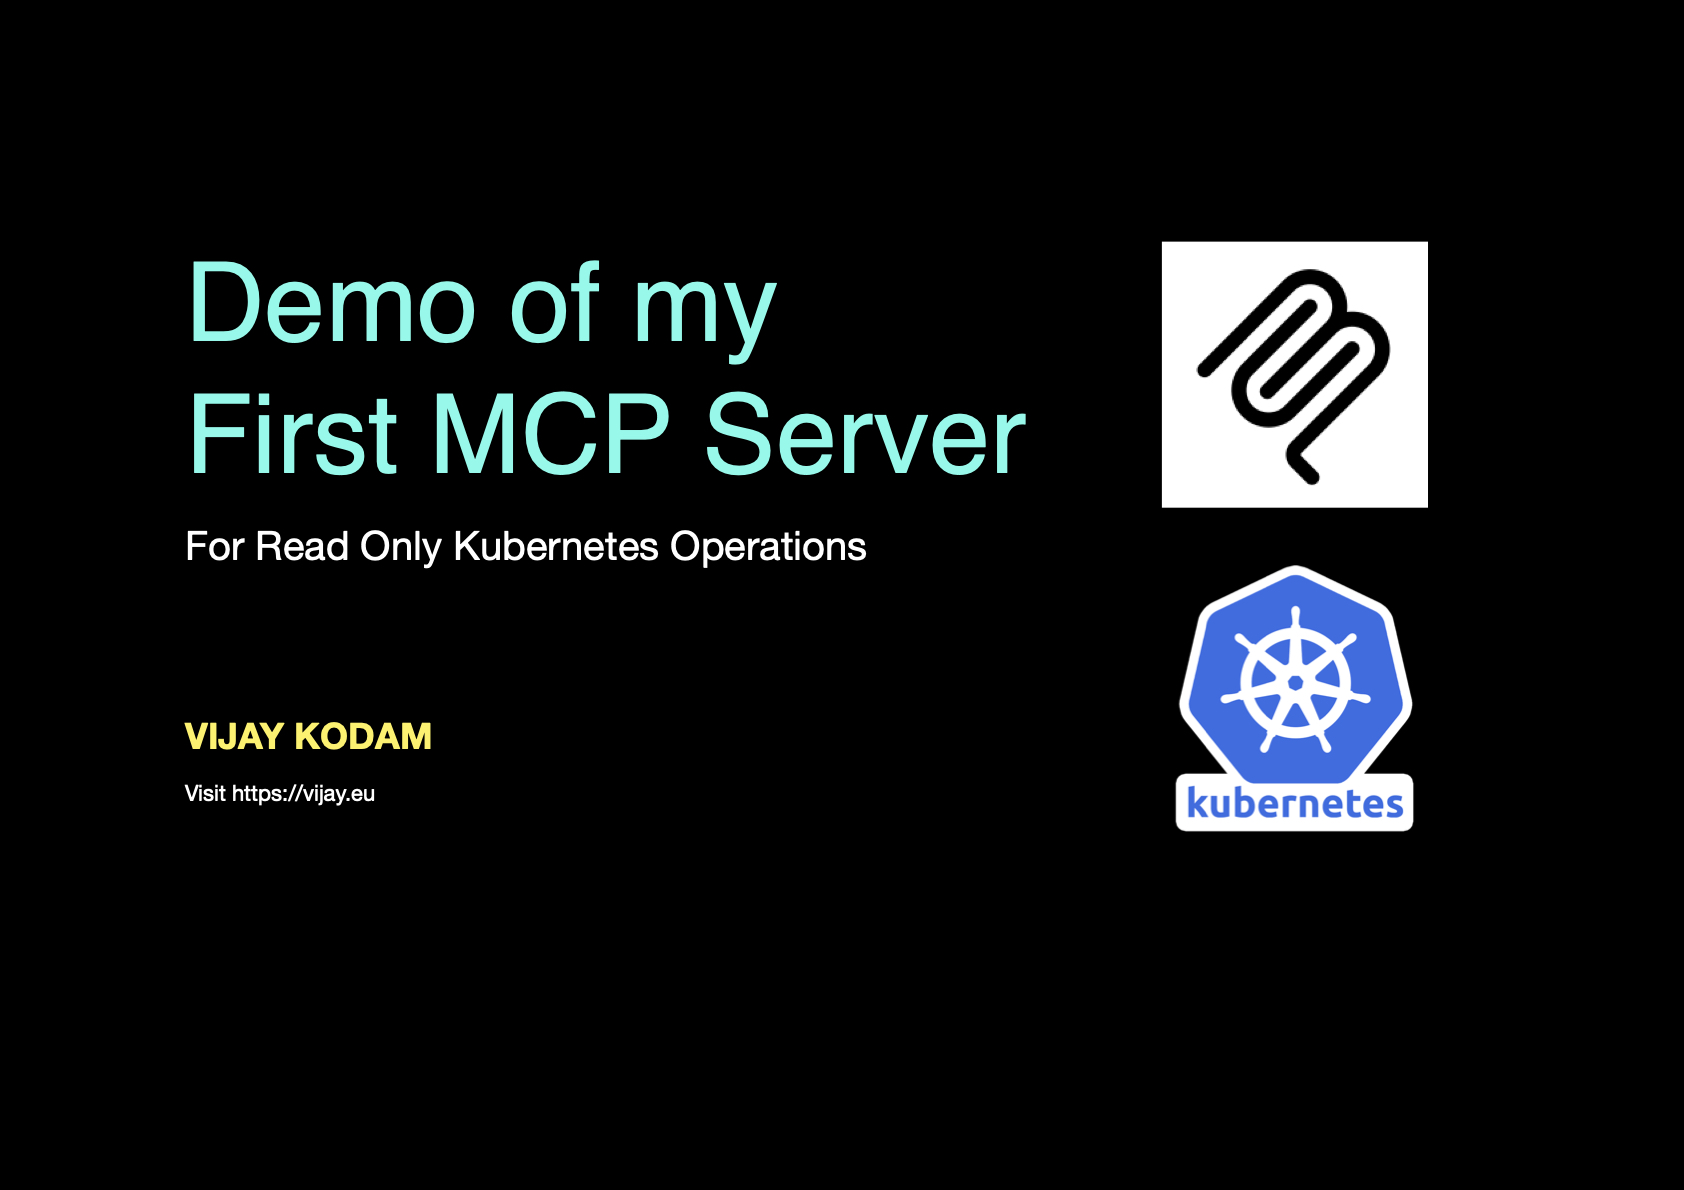 Demo of my
First MCP Server
For Read Only Kubernetes Operations
VIJAY KODAM
Visit https://vijay.eu
kubernetes